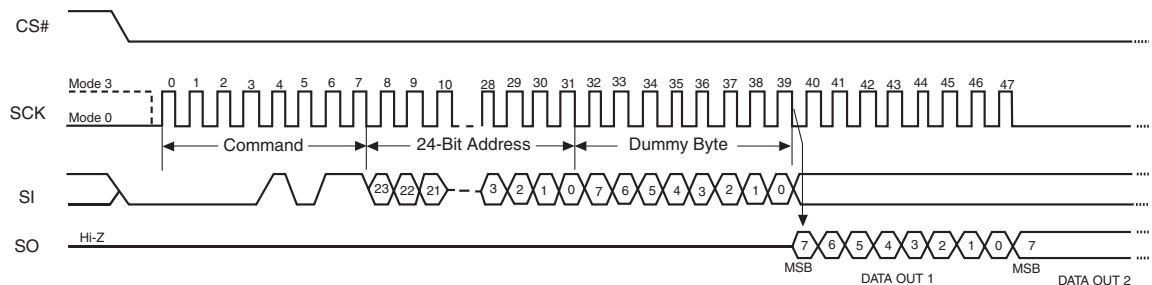 CS#
Mode 3
0 1 2 3 4 5 6 7 8 9 10 28 29 30 31 32 33 34 35 36 37 38 39 40 41 42 43 44 45 46 47
SCK
Mode 0
Command
24-Bit Address
Dummy Byte
SI
23 22 21 3 2 1 0 7 6 5 4 3 2 1 0
SO
Hi-Z
7 6 5 4 3 2 1 0 7
MSB
DATA OUT 1
MSB
DATA OUT 2